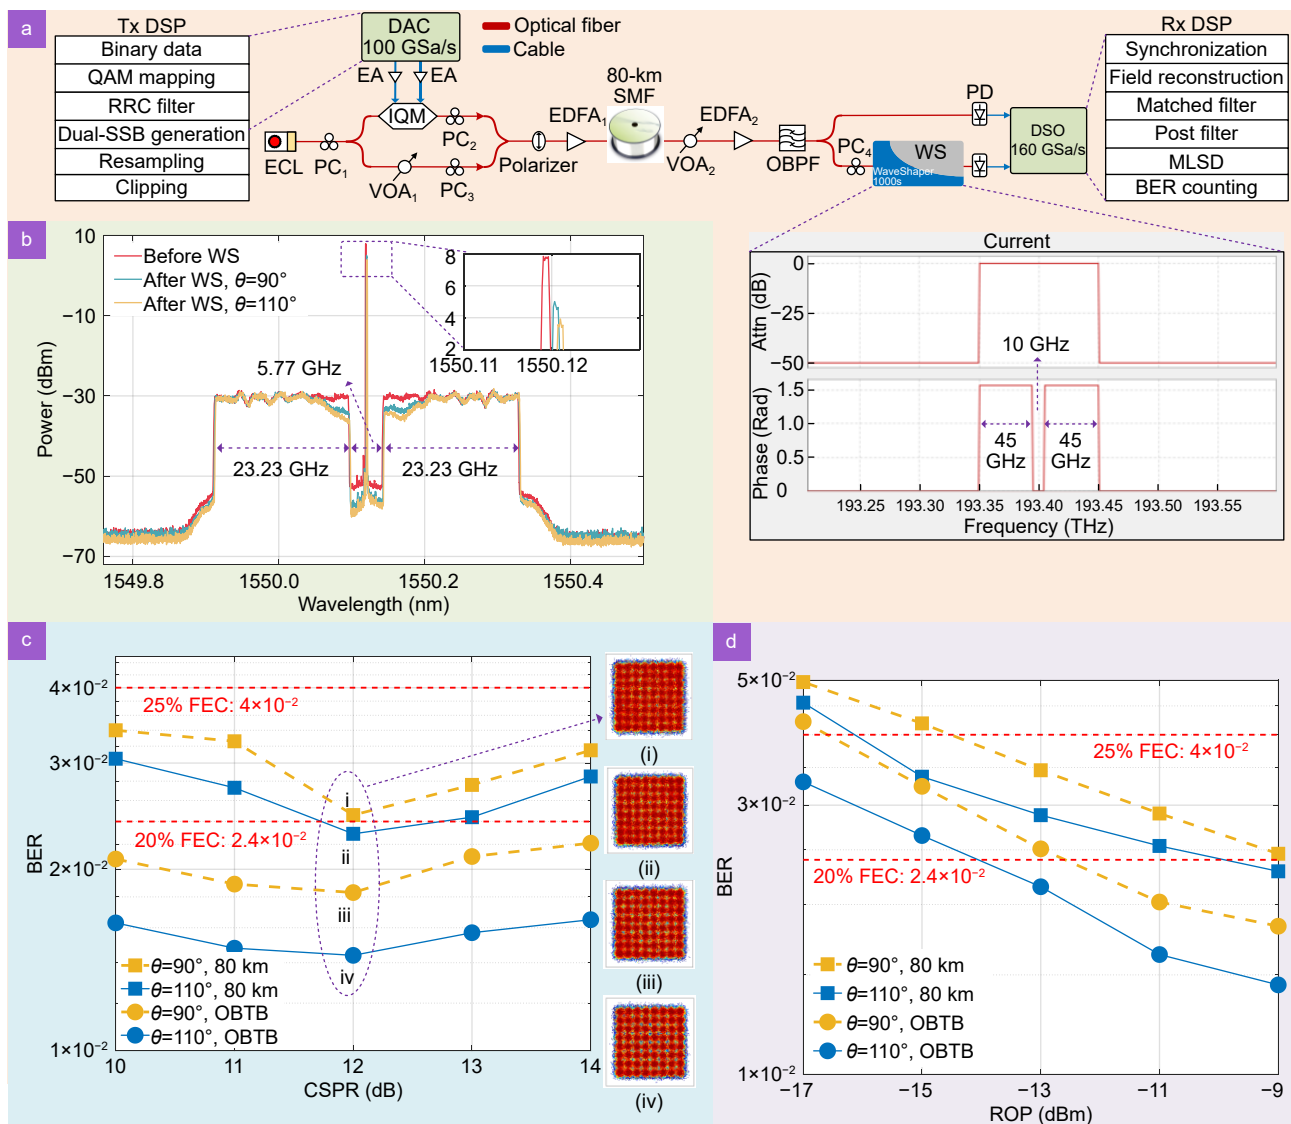 a
Tx DSP
Binary data
QAM mapping
RRC filter
Dual-SSB generation
Resampling
Clipping
DAC
100 GSa/s
Optical fiber
Cable
EA
EA
IQM
ECL
PC1
PC2
VOA1
PC3
Polarizer
EDFA1
80-km
SMF
VOA2
EDFA2
OBPF
PC4
WS
WaveShaper
1000s
PD
DSO
160 GSa/s
Rx DSP
Synchronization
Field reconstruction
Matched filter
Post filter
MLSD
BER counting
Current
Attn (dB)
0
−25
−50
10 GHz
Phase (Rad)
1.5
1.0
0.5
0
45
GHz
45
GHz
193.25 193.30 193.35 193.40 193.45 193.50 193.55
Frequency (THz)
b
Before WS
After WS, θ=90°
After WS, θ=110°
Power (dBm)
10
−10
−30
−50
−70
8
6
4
2
1550.11 1550.12
5.77 GHz
23.23 GHz
23.23 GHz
1549.8 1550.0 1550.2 1550.4
Wavelength (nm)
c
BER
4×10⁻²
3×10⁻²
2×10⁻²
1×10⁻²
25% FEC: 4×10⁻²
20% FEC: 2.4×10⁻²
i
ii
iii
iv
θ=90°, 80 km
θ=110°, 80 km
θ=90°, OBTB
θ=110°, OBTB
10 11 12 13 14
CSPR (dB)
(i)
(ii)
(iii)
(iv)
d
BER
5×10⁻²
3×10⁻²
1×10⁻²
25% FEC: 4×10⁻²
20% FEC: 2.4×10⁻²
θ=90°, 80 km
θ=110°, 80 km
θ=90°, OBTB
θ=110°, OBTB
−17 −15 −13 −11 −9
ROP (dBm)